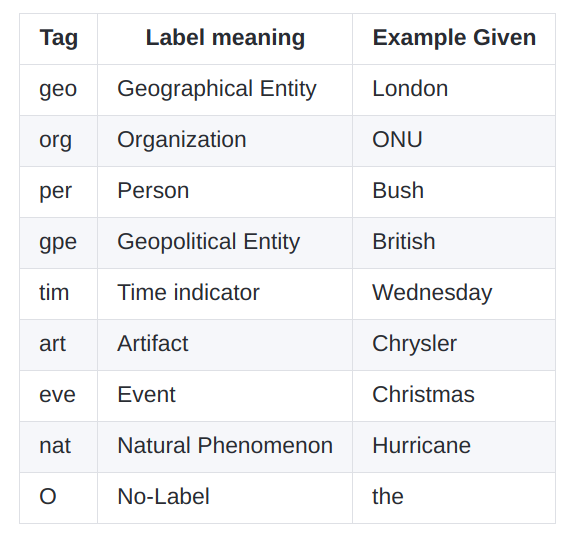 Tag Label meaning Example Given
geo Geographical Entity London
org Organization ONU
per Person Bush
gpe Geopolitical Entity British
tim Time indicator Wednesday
art Artifact Chrysler
eve Event Christmas
nat Natural Phenomenon Hurricane
O No-Label the